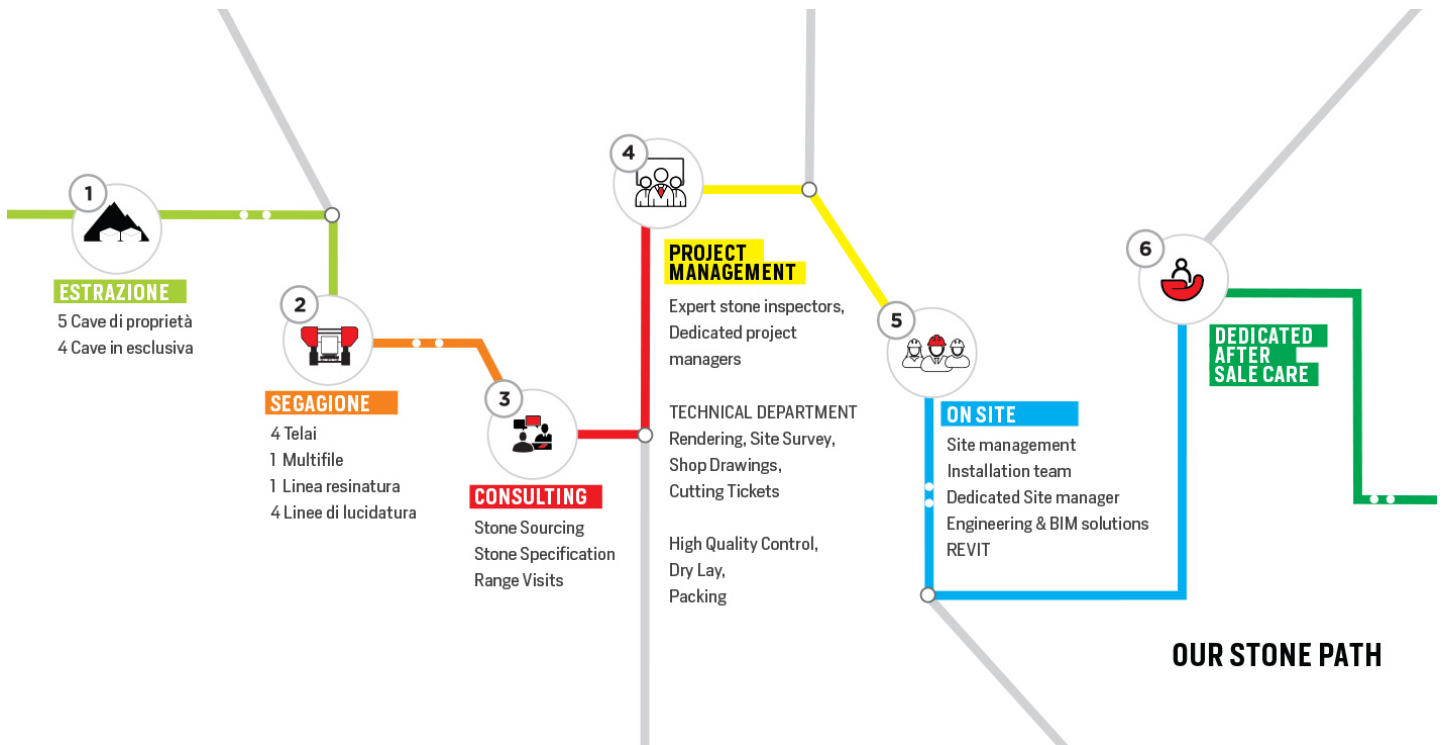 1
ESTRAZIONE
5 Cave di proprietà
4 Cave in esclusiva
2
SEGAGIONE
4 Telai
1 Multifile
1 Linea resinatura
4 Linee di lucidatura
3
CONSULTING
Stone Sourcing
Stone Specification
Range Visits
4
PROJECT
MANAGEMENT
Expert stone inspectors,
Dedicated project
managers
TECHNICAL DEPARTMENT
Rendering, Site Survey,
Shop Drawings,
Cutting Tickets
High Quality Control,
Dry Lay,
Packing
5
ON SITE
Site management
Installation team
Dedicated Site manager
Engineering & BIM solutions
REVIT
6
DEDICATED
AFTER
SALE CARE
OUR STONE PATH